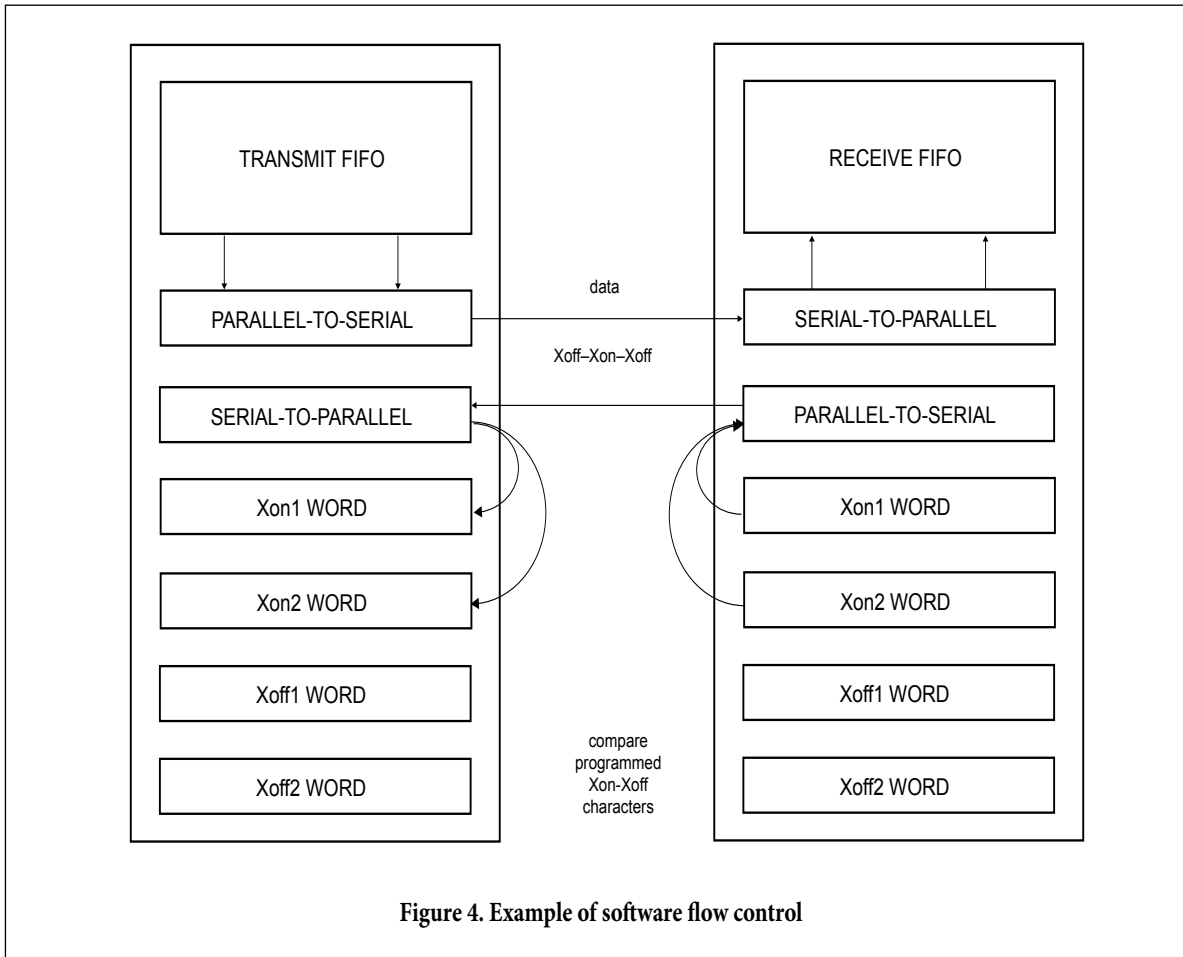 TRANSMIT FIFO
RECEIVE FIFO
data
PARALLEL-TO-SERIAL
SERIAL-TO-PARALLEL
Xoff–Xon–Xoff
SERIAL-TO-PARALLEL
PARALLEL-TO-SERIAL
Xon1 WORD
Xon1 WORD
Xon2 WORD
Xon2 WORD
Xoff1 WORD
Xoff1 WORD
compare
programmed
Xon-Xoff
characters
Xoff2 WORD
Xoff2 WORD
Figure 4. Example of software flow control